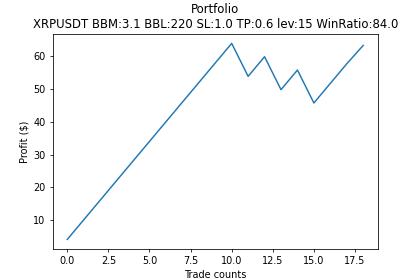 Portfolio
XRPUSDT BBM:3.1 BBL:220 SL:1.0 TP:0.6 lev:15 WinRatio:84.0
60
50
40
30
20
10
Profit ($)
0.0 2.5 5.0 7.5 10.0 12.5 15.0 17.5
Trade counts